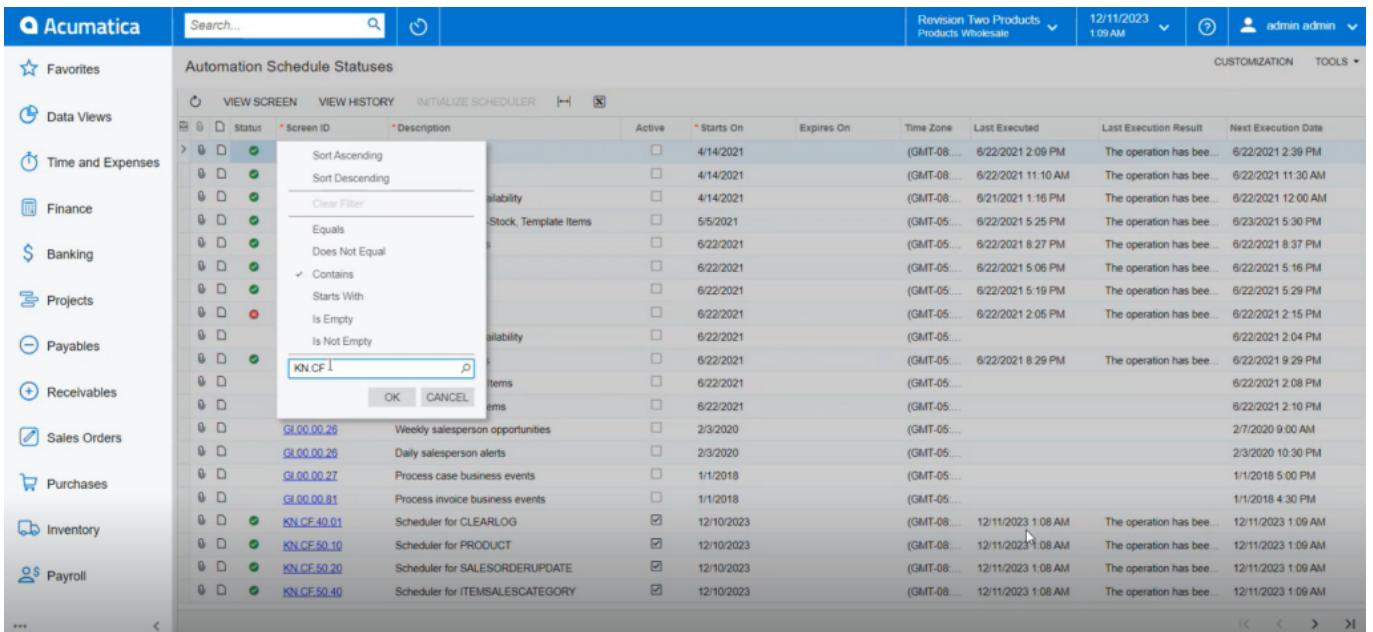 Acumatica
Search...
Revision Two Products
Products Wholesale
12/11/2023
1:09 AM
admin admin
Favorites
Data Views
Time and Expenses
Finance
Banking
Projects
Payables
Receivables
Sales Orders
Purchases
Inventory
Payroll
Automation Schedule Statuses
CUSTOMIZATION TOOLS
VIEW SCREEN VIEW HISTORY INITIALIZE SCHEDULER
Status * Screen ID * Description Active * Starts On Expires On Time Zone Last Executed Last Execution Result Next Execution Date
4/14/2021 (GMT-08:... 6/22/2021 2:09 PM The operation has bee... 6/22/2021 2:39 PM
4/14/2021 (GMT-08:... 6/22/2021 11:10 AM The operation has bee... 6/22/2021 11:30 AM
ailability 4/14/2021 (GMT-08:... 6/21/2021 1:16 PM The operation has bee... 6/22/2021 12:00 AM
-Stock, Template Items 5/5/2021 (GMT-05:... 6/22/2021 5:25 PM The operation has bee... 6/23/2021 5:30 PM
s 6/22/2021 (GMT-05:... 6/22/2021 8:27 PM The operation has bee... 6/22/2021 8:37 PM
6/22/2021 (GMT-05:... 6/22/2021 5:06 PM The operation has bee... 6/22/2021 5:16 PM
6/22/2021 (GMT-05:... 6/22/2021 5:19 PM The operation has bee... 6/22/2021 5:29 PM
6/22/2021 (GMT-05:... 6/22/2021 2:05 PM The operation has bee... 6/22/2021 2:15 PM
ailability 6/22/2021 (GMT-05:... 6/22/2021 2:04 PM
s 6/22/2021 (GMT-05:... 6/22/2021 8:29 PM The operation has bee... 6/22/2021 9:29 PM
Items 6/22/2021 (GMT-05:... 6/22/2021 2:08 PM
ems 6/22/2021 (GMT-05:... 6/22/2021 2:10 PM
GI.00.00.26 Weekly salesperson opportunities 2/3/2020 (GMT-05:... 2/7/2020 9:00 AM
GI.00.00.26 Daily salesperson alerts 2/3/2020 (GMT-05:... 2/3/2020 10:30 PM
GI.00.00.27 Process case business events 1/1/2018 (GMT-05:... 1/1/2018 5:00 PM
GI.00.00.81 Process invoice business events 1/1/2018 (GMT-05:... 1/1/2018 4:30 PM
KN.CF.40.01 Scheduler for CLEARLOG 12/10/2023 (GMT-08:... 12/11/2023 1:08 AM The operation has bee... 12/11/2023 1:09 AM
KN.CF.50.10 Scheduler for PRODUCT 12/10/2023 (GMT-08:... 12/11/2023 1:08 AM The operation has bee... 12/11/2023 1:09 AM
KN.CF.50.20 Scheduler for SALESORDERUPDATE 12/10/2023 (GMT-08:... 12/11/2023 1:08 AM The operation has bee... 12/11/2023 1:09 AM
KN.CF.50.40 Scheduler for ITEMSALESCATEGORY 12/10/2023 (GMT-08:... 12/11/2023 1:08 AM The operation has bee... 12/11/2023 1:09 AM
Sort Ascending
Sort Descending
Clear Filter
Equals
Does Not Equal
Contains
Starts With
Is Empty
Is Not Empty
KN.CF
OK CANCEL